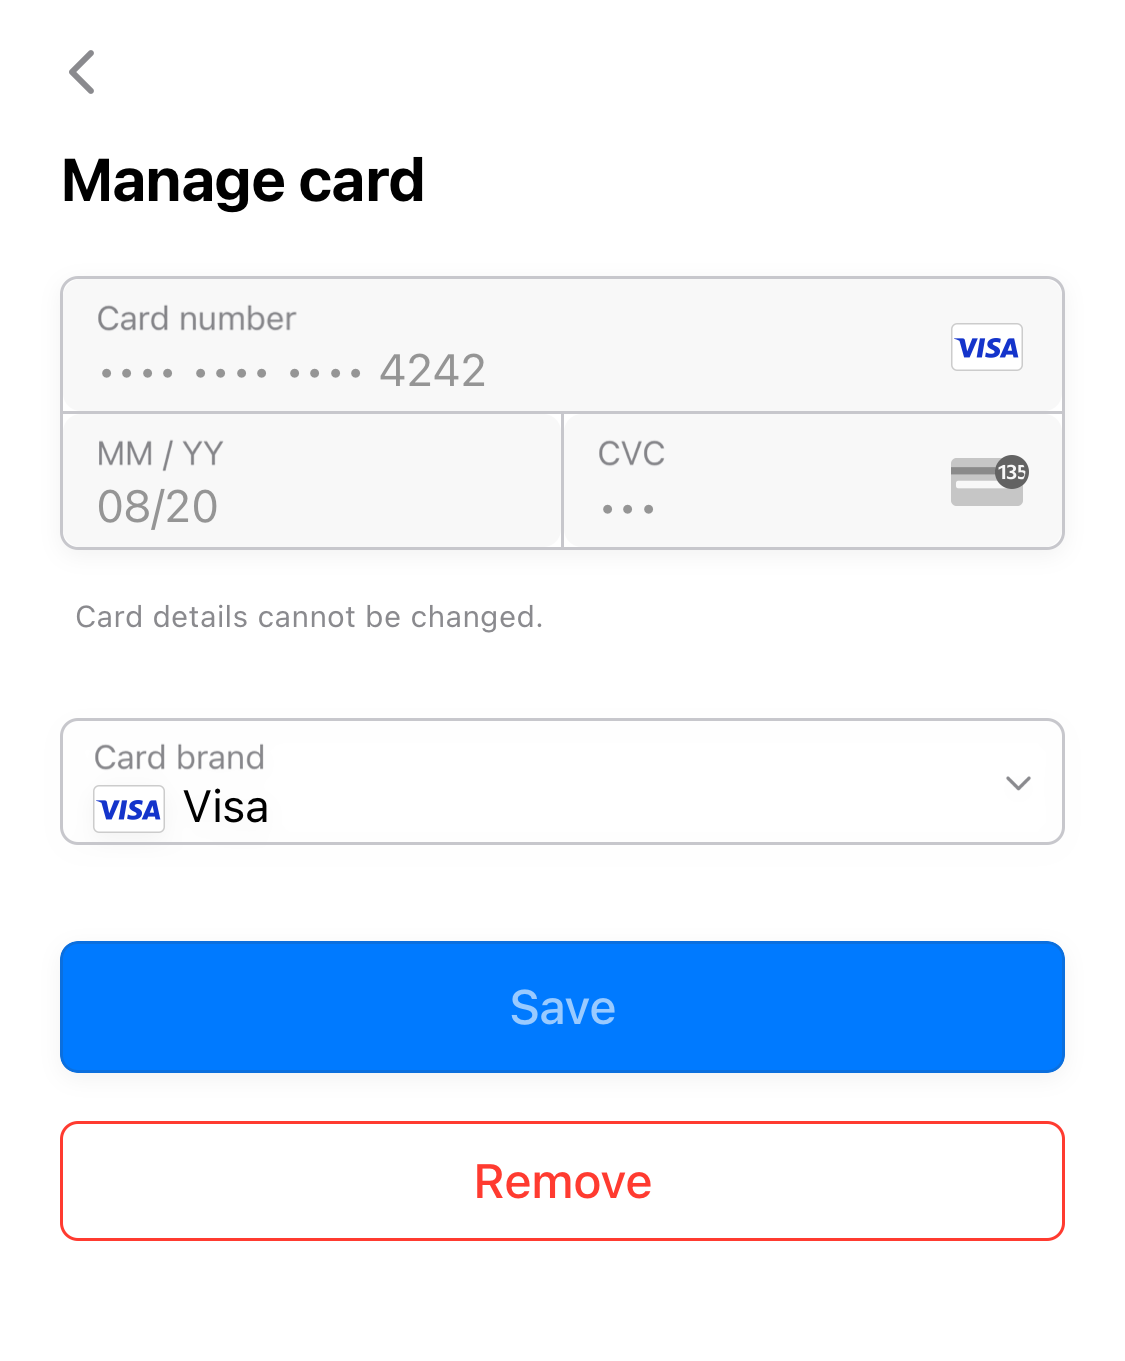 Manage card
Card number
•••• •••• •••• 4242
VISA
MM / YY
08/20
CVC
•••
135
Card details cannot be changed.
Card brand
VISA Visa
Save
Remove